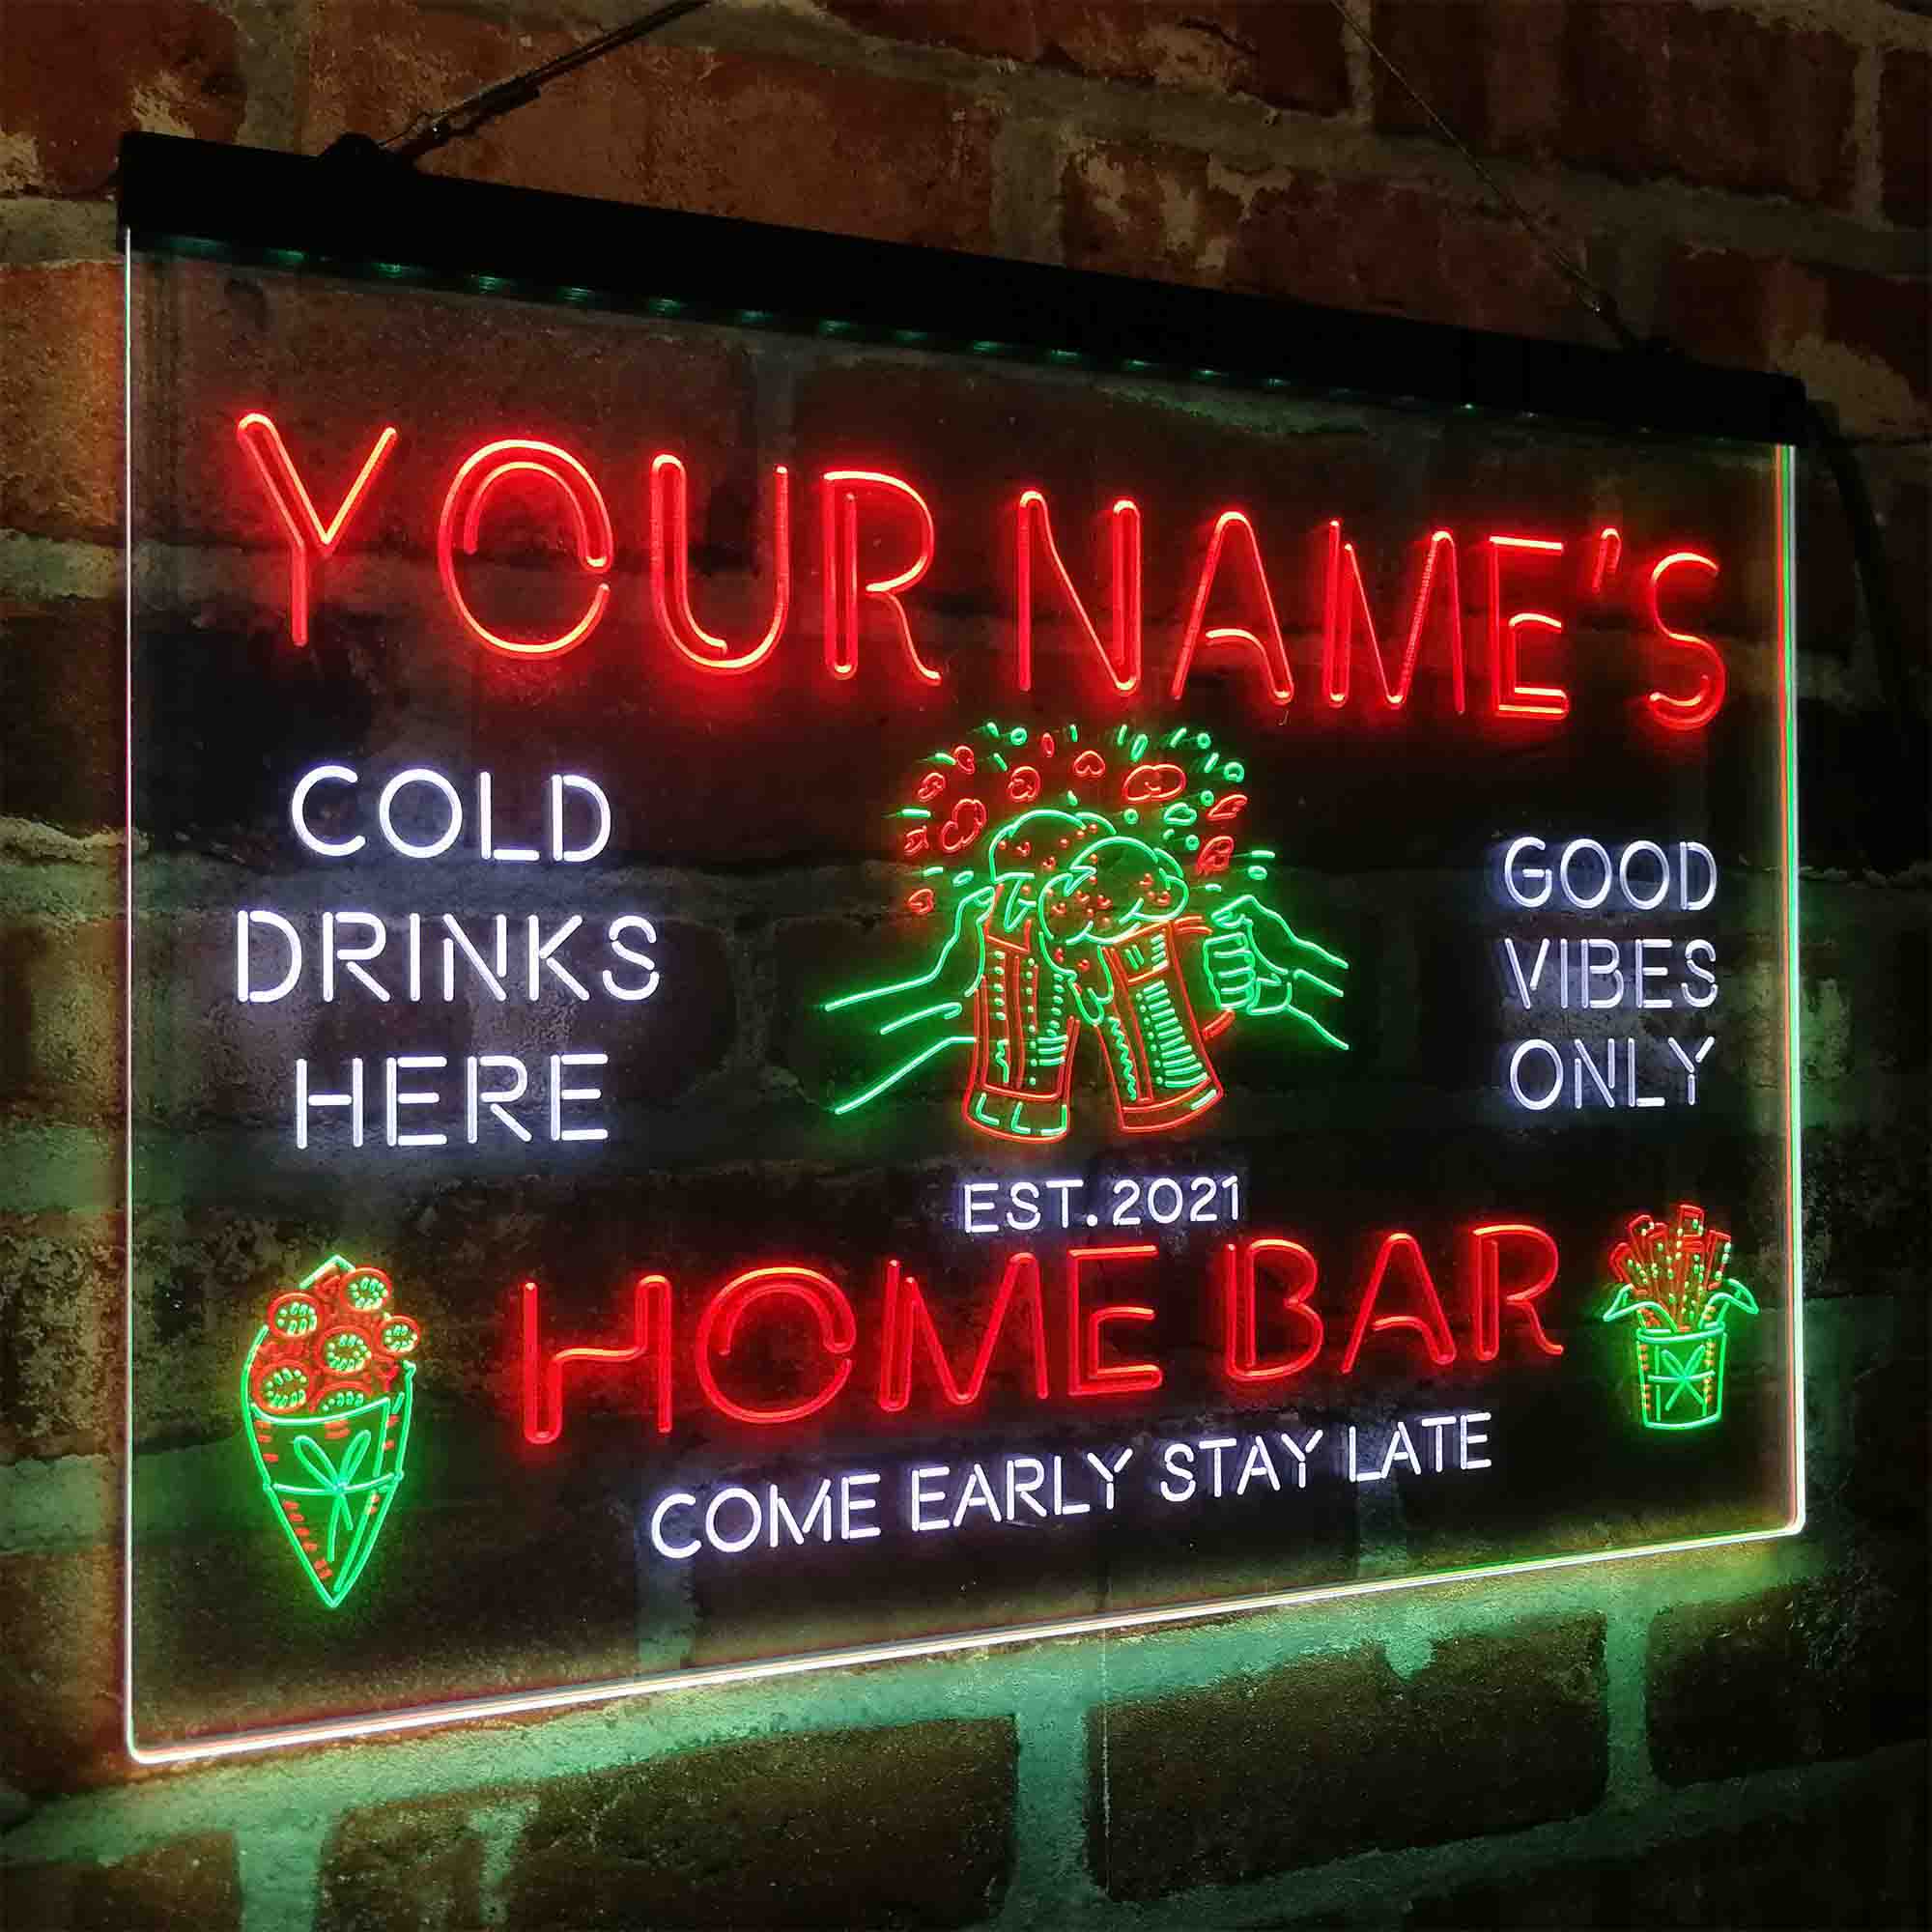 YOUR NAME'S
COLD
DRINKS
HERE
GOOD
VIBES
ONLY
EST.2021
HOME BAR
COME EARLY STAY LATE